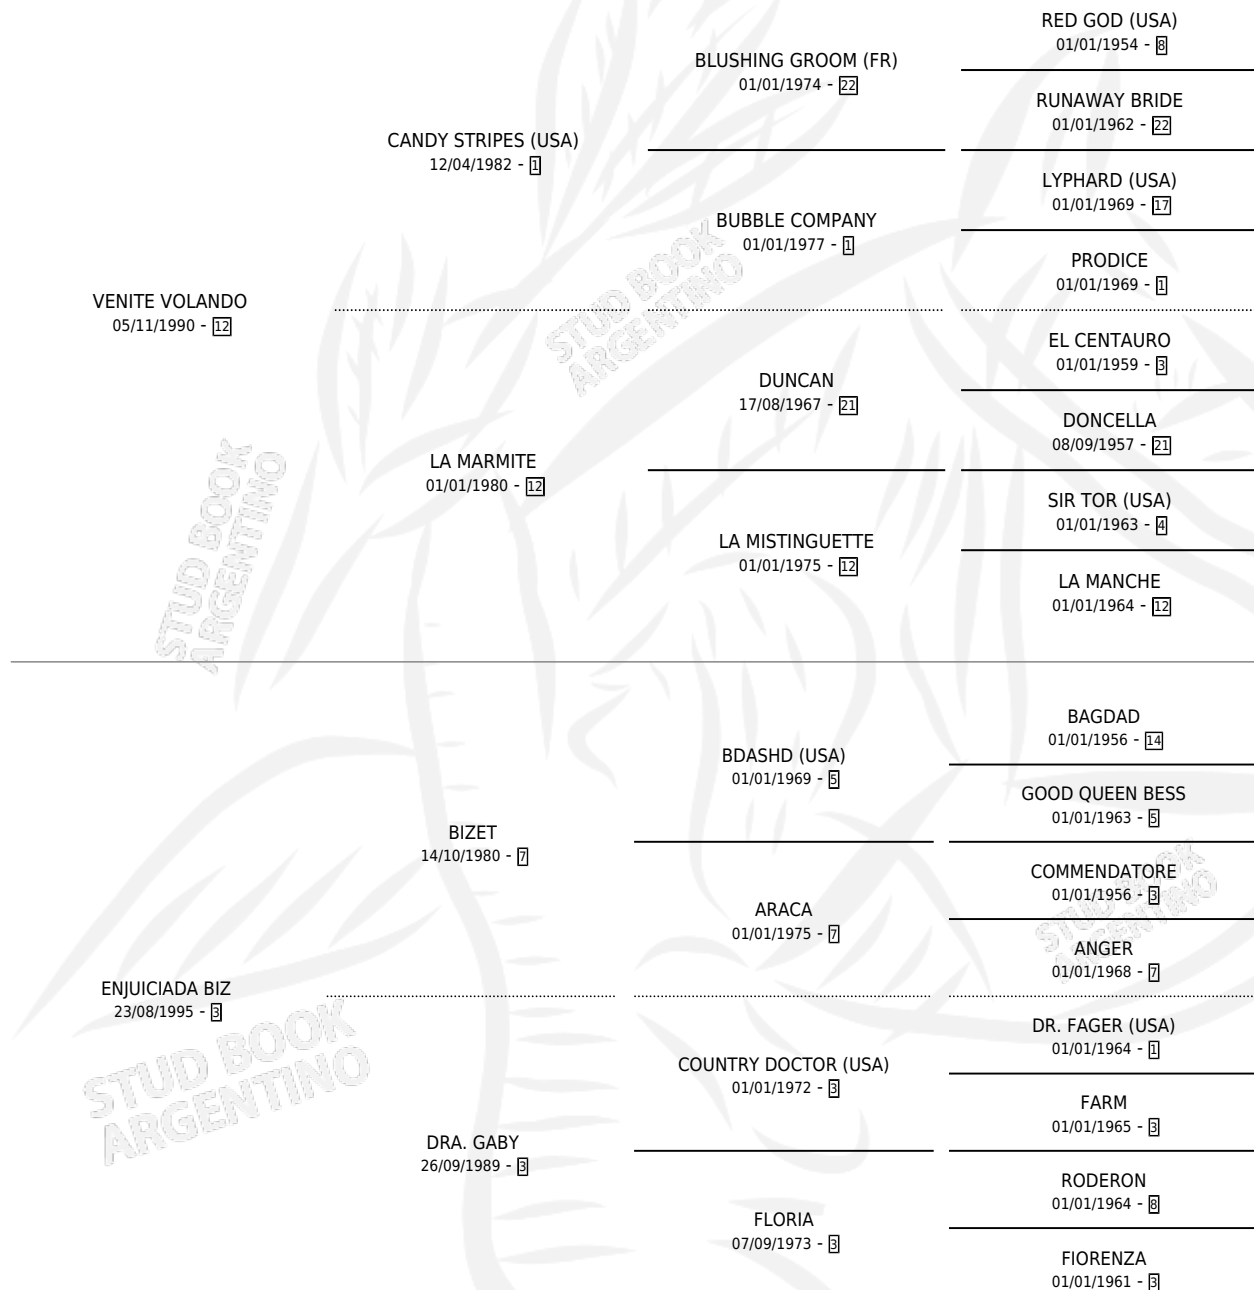 RED GOD (USA)
01/01/1954 - 8
BLUSHING GROOM (FR)
01/01/1974 - 22
RUNAWAY BRIDE
01/01/1962 - 22
CANDY STRIPES (USA)
12/04/1982 - 1
LYPHARD (USA)
01/01/1969 - 17
BUBBLE COMPANY
01/01/1977 - 1
PRODICE
01/01/1969 - 1
VENITE VOLANDO
05/11/1990 - 12
EL CENTAURO
01/01/1959 - 3
DUNCAN
17/08/1967 - 21
DONCELLA
08/09/1957 - 21
LA MARMITE
01/01/1980 - 12
SIR TOR (USA)
01/01/1963 - 4
LA MISTINGUETTE
01/01/1975 - 12
LA MANCHE
01/01/1964 - 12
BAGDAD
01/01/1956 - 14
BDASHD (USA)
01/01/1969 - 5
GOOD QUEEN BESS
01/01/1963 - 5
BIZET
14/10/1980 - 7
COMMENDATORE
01/01/1956 - 3
ARACA
01/01/1975 - 7
ANGER
01/01/1968 - 7
ENJUICIADA BIZ
23/08/1995 - 3
DR. FAGER (USA)
01/01/1964 - 1
COUNTRY DOCTOR (USA)
01/01/1972 - 3
FARM
01/01/1965 - 3
DRA. GABY
26/09/1989 - 3
RODERON
01/01/1964 - 8
FLORIA
07/09/1973 - 3
FIORENZA
01/01/1961 - 3
STUD BOOK
ARGENTINO
STUD BOOK
ARGENTINO
STUD BOOK
ARGENTINO
STUD BOOK
ARGENTINO